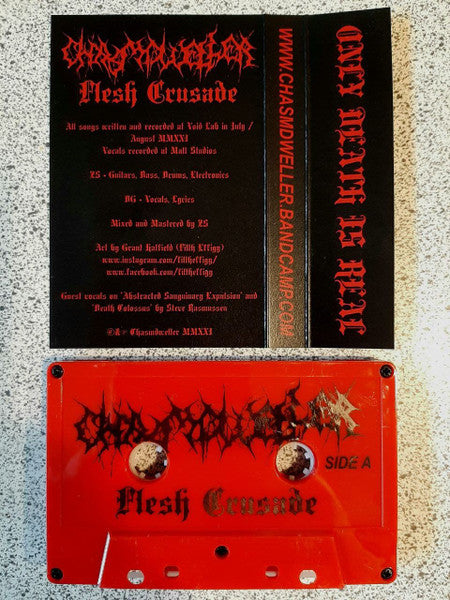 CHASMDWELLER
Flesh Crusade
All songs written and recorded at Void Lab in July /
August MMXXI
Vocals recorded at Mall Studios
ZS - Guitars, Bass, Drums, Electronics
DG - Vocals, Lyrics
Mixed and Mastered by ZS
Art by Grand Hatfield (Filth Effigy)
www.instagram.com/filtheffigy/
www.facebook.com/filtheffigy
Guest vocals on 'Abstracted Sanguinary Expulsion' and
'Death Colossus' by Steve Rasmussen
©& ℗ Chasmdweller MMXXI
WWW.CHASMDWELLER.BANDCAMP.COM
ONLY DEATH IS REAL
CHASMDWELLER
SIDE A
Flesh Crusade